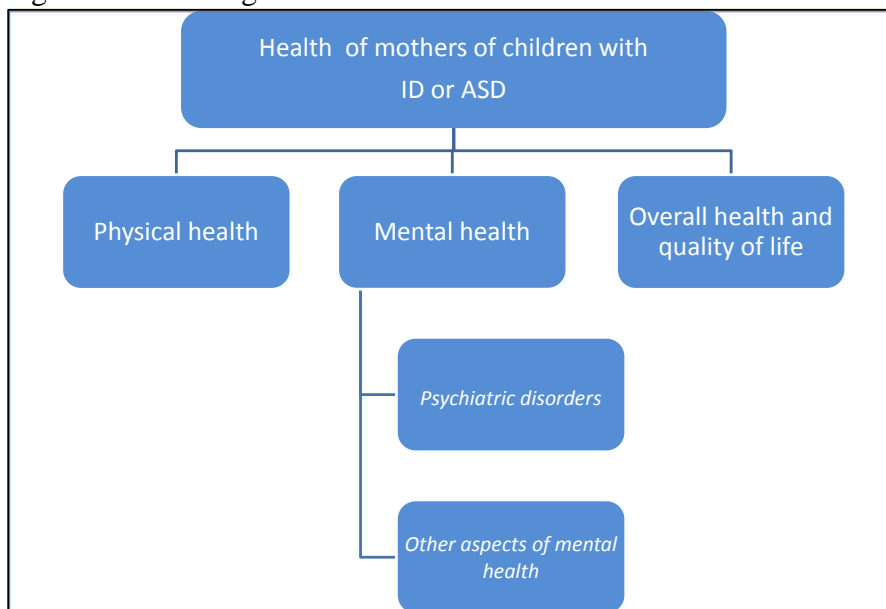 Health of mothers of children with
ID or ASD
Physical health
Mental health
Overall health and
quality of life
Psychiatric disorders
Other aspects of mental
health